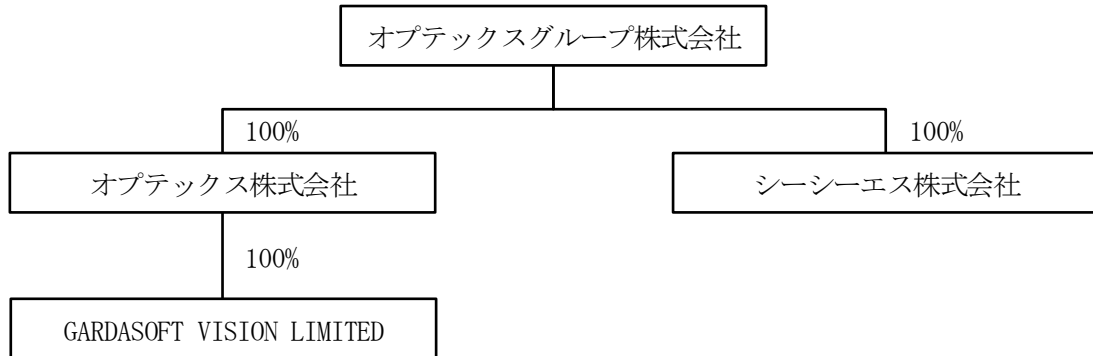 オプテックスグループ株式会社
100%
100%
オプテックス株式会社
シーシーエス株式会社
100%
GARDASOFT VISION LIMITED